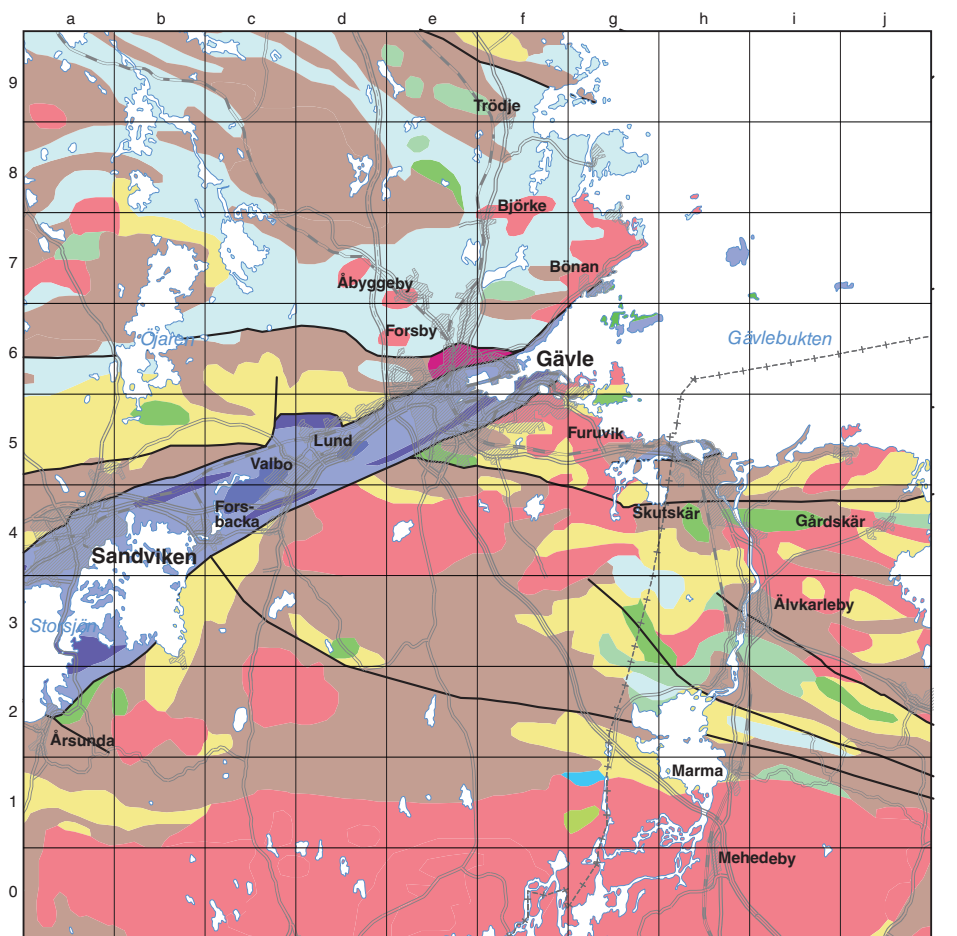 a b c d e f g h i j
9
Trödje
8
Björke
7
Bönan
Åbyggeby
Forsby
6
Öjaren
Gävlebukten
Gävle
5
Lund
Furuvik
Valbo
4
Fors-
backa
Skutskär
Gårdskär
Sandviken
3
Älvkarleby
Storsjön
2
Årsunda
1
Marma
Mehedeby
0